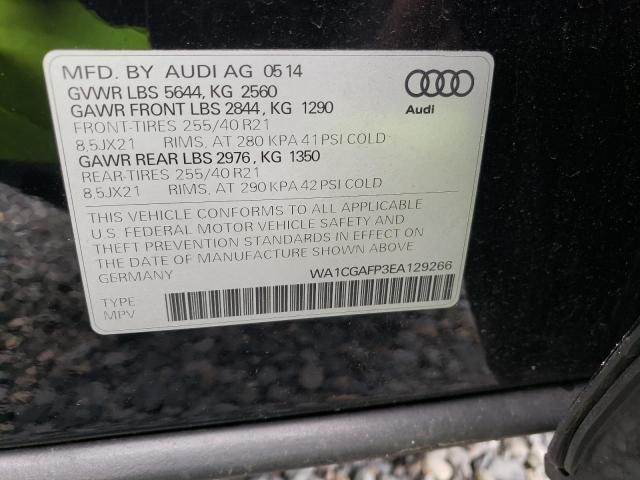 MFD. BY AUDI AG 05 14
GVWR LBS 5644, KG 2560
GAWR FRONT LBS 2844, KG 1290
FRONT-TIRES 255/40 R21
8,5JX21 RIMS, AT 280 KPA 41 PSI COLD
GAWR REAR LBS 2976, KG 1350
REAR-TIRES 255/40 R21
8,5JX21 RIMS, AT 290 KPA 42 PSI COLD
Audi
THIS VEHICLE CONFORMS TO ALL APPLICABLE
U.S. FEDERAL MOTOR VEHICLE SAFETY AND
THEFT PREVENTION STANDARDS IN EFFECT ON
THE DATE OF MANUFACTURE SHOWN ABOVE
GERMANY WA1CGAFP3EA129266
TYPE
MPV